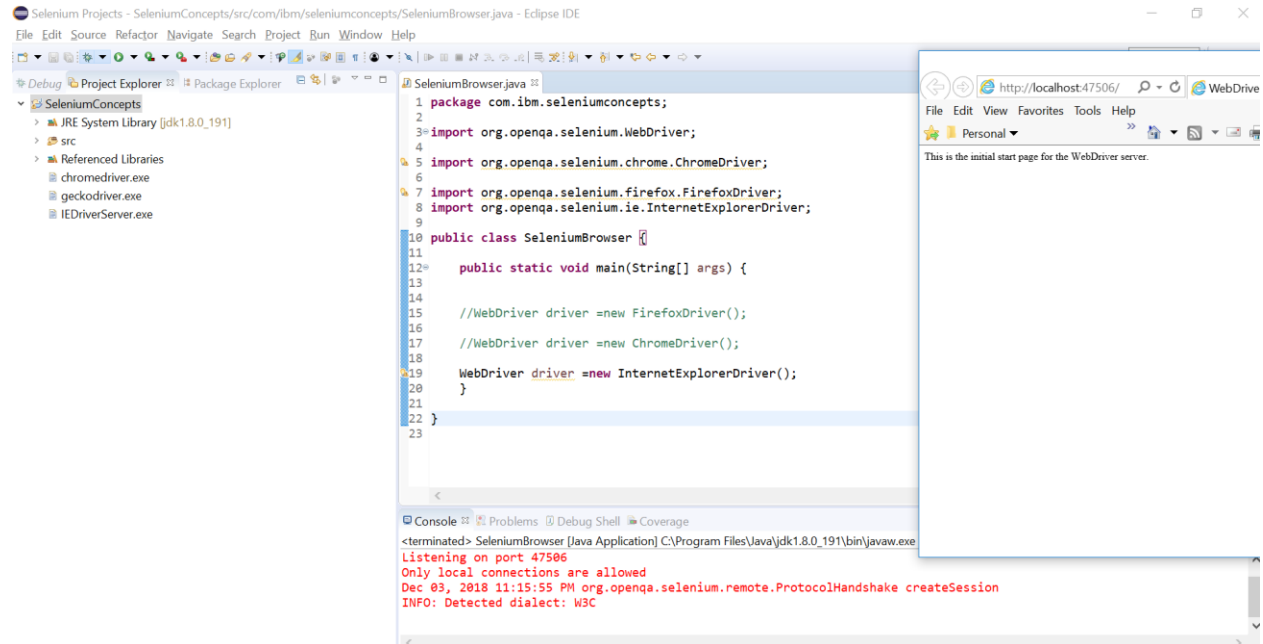 Selenium Projects - SeleniumConcepts/src/com/ibm/seleniumconcepts/SeleniumBrowser.java - Eclipse IDE
File Edit Source Refactor Navigate Search Project Run Window Help
Debug Project Explorer Package Explorer
SeleniumConcepts
JRE System Library [jdk1.8.0_191]
src
Referenced Libraries
chromedriver.exe
geckodriver.exe
IEDriverServer.exe
SeleniumBrowser.java
1 package com.ibm.seleniumconcepts;
2
3 import org.openqa.selenium.WebDriver;
4
5 import org.openqa.selenium.chrome.ChromeDriver;
6
7 import org.openqa.selenium.firefox.FirefoxDriver;
8 import org.openqa.selenium.ie.InternetExplorerDriver;
9
10 public class SeleniumBrowser {
11
12 public static void main(String[] args) {
13
14
15 //WebDriver driver =new FirefoxDriver();
16
17 //WebDriver driver =new ChromeDriver();
18
19 WebDriver driver =new InternetExplorerDriver();
20 }
21
22 }
23
http://localhost:47506/ WebDrive
File Edit View Favorites Tools Help
Personal
This is the initial start page for the WebDriver server.
Console Problems Debug Shell Coverage
<terminated> SeleniumBrowser [Java Application] C:\Program Files\Java\jdk1.8.0_191\bin\javaw.exe
Listening on port 47506
Only local connections are allowed
Dec 03, 2018 11:15:55 PM org.openqa.selenium.remote.ProtocolHandshake createSession
INFO: Detected dialect: W3C